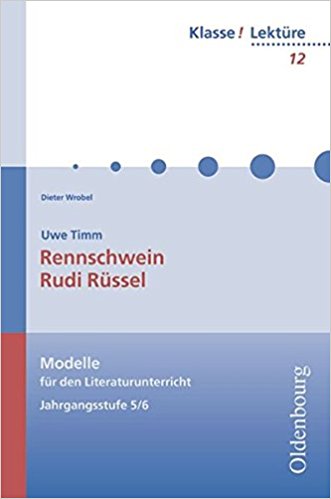 Klasse! Lektüre
12
Dieter Wrobel
Uwe Timm
Rennschwein
Rudi Rüssel
Modelle
für den Literaturunterricht
Jahrgangsstufe 5/6
Oldenbourg